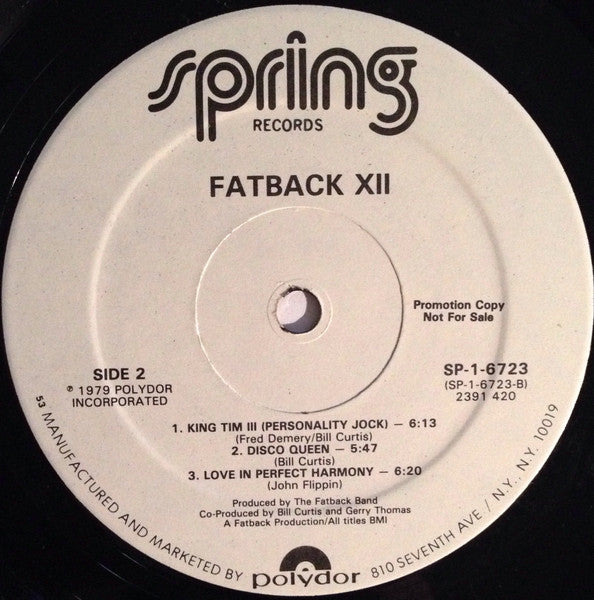 spring
RECORDS
FATBACK XII
Promotion Copy
Not For Sale
SIDE 2
℗ 1979 POLYDOR
INCORPORATED
SP-1-6723
(SP-1-6723-B)
2391 420
1. KING TIM III (PERSONALITY JOCK) — 6:13
(Fred Demery/Bill Curtis)
2. DISCO QUEEN — 5:47
(Bill Curtis)
3. LOVE IN PERFECT HARMONY — 6:20
(John Flippin)
Produced by The Fatback Band
Co-Produced by Bill Curtis and Gerry Thomas
A Fatback Production/All titles BMI
53 MANUFACTURED AND MARKETED BY polydor 810 SEVENTH AVE / N.Y., N.Y. 10019